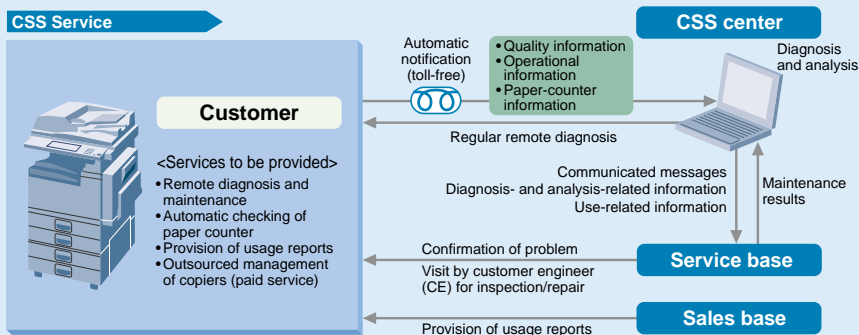 CSS Service
CSS center
Automatic
notification
(toll-free)
•Quality information
•Operational
information
•Paper-counter
information
Diagnosis
and analysis
Customer
Regular remote diagnosis
<Services to be provided>
•Remote diagnosis and
maintenance
•Automatic checking of
paper counter
•Provision of usage reports
•Outsourced management
of copiers (paid service)
Communicated messages
Diagnosis- and analysis-related information
Use-related information
Maintenance
results
Confirmation of problem
Visit by customer engineer
(CE) for inspection/repair
Service base
Provision of usage reports
Sales base